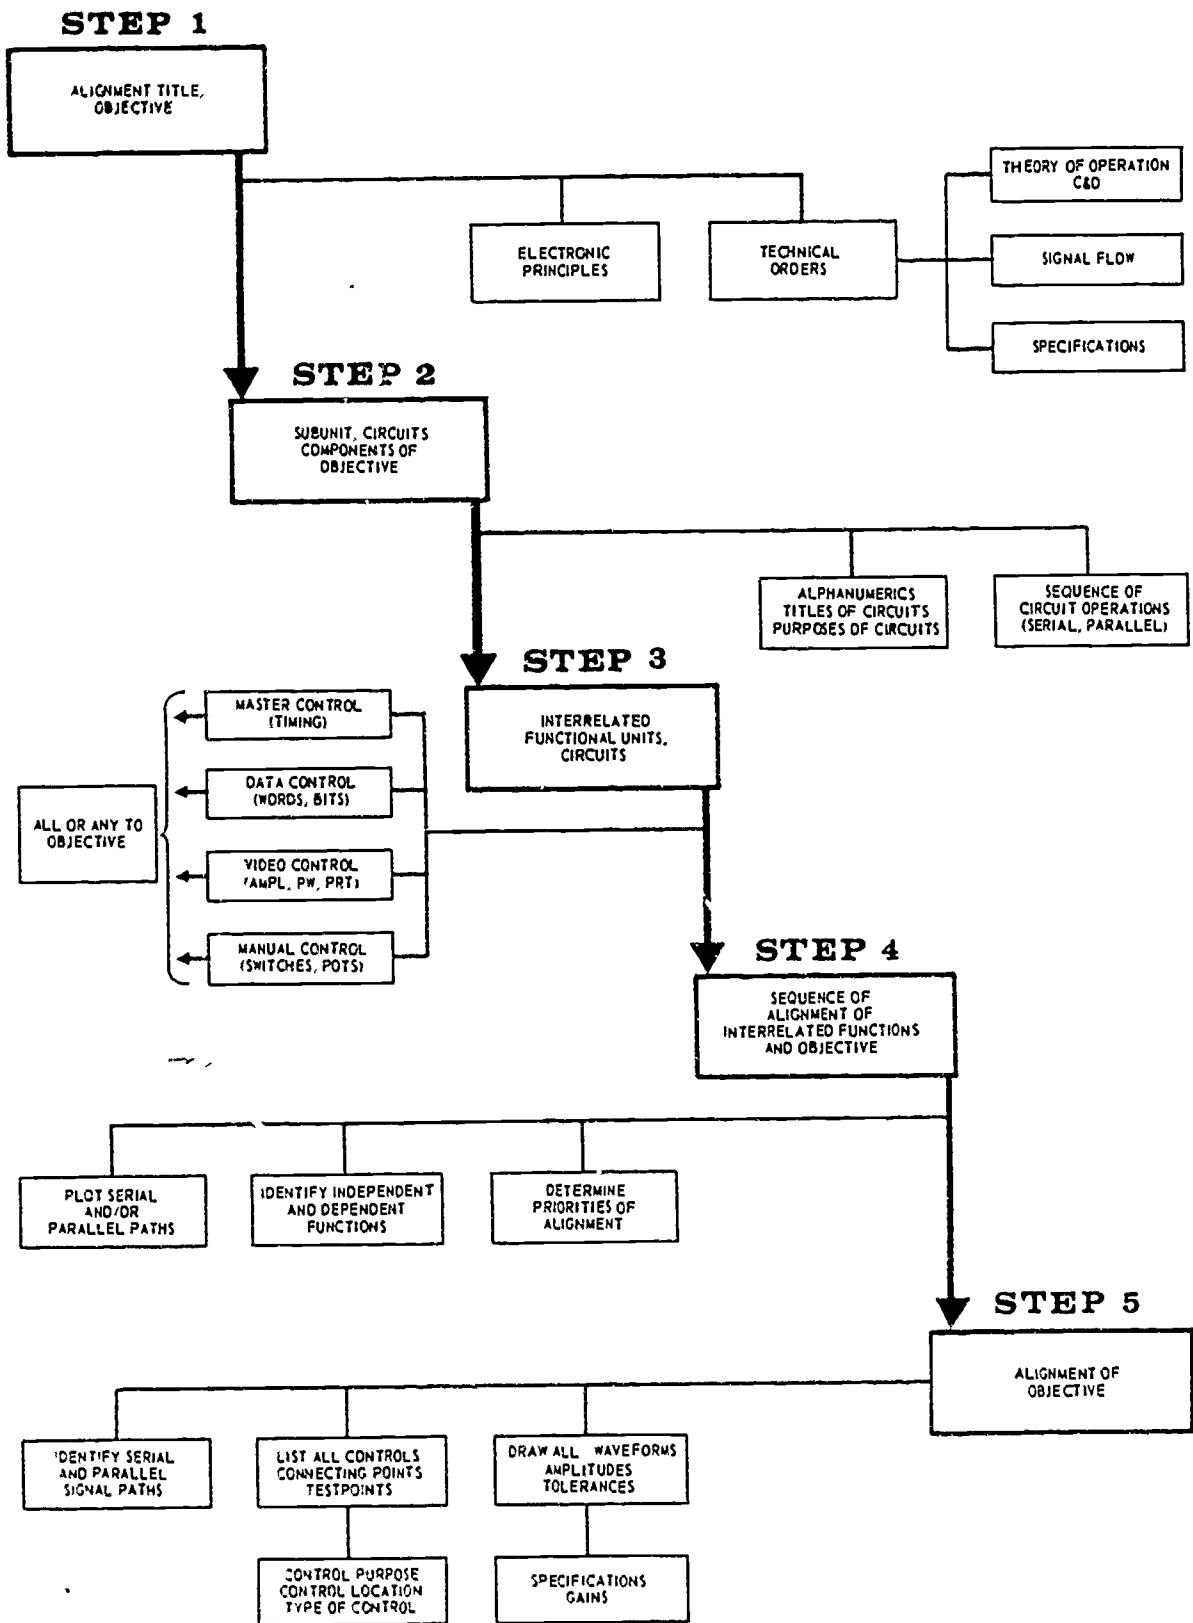 STEP 1
ALIGNMENT TITLE,
OBJECTIVE
ELECTRONIC
PRINCIPLES
TECHNICAL
ORDERS
THEORY OF OPERATION
C&D
SIGNAL FLOW
SPECIFICATIONS
STEP 2
SUBUNIT, CIRCUITS
COMPONENTS OF
OBJECTIVE
ALPHANUMERICS
TITLES OF CIRCUITS
PURPOSES OF CIRCUITS
SEQUENCE OF
CIRCUIT OPERATIONS
(SERIAL, PARALLEL)
STEP 3
INTERRELATED
FUNCTIONAL UNITS,
CIRCUITS
MASTER CONTROL
(TIMING)
DATA CONTROL
(WORDS, BITS)
VIDEO CONTROL
(AMPL, PW, PRT)
MANUAL CONTROL
(SWITCHES, POTS)
ALL OR ANY TO
OBJECTIVE
STEP 4
SEQUENCE OF
ALIGNMENT OF
INTERRELATED FUNCTIONS
AND OBJECTIVE
PLOT SERIAL
AND/OR
PARALLEL PATHS
IDENTIFY INDEPENDENT
AND DEPENDENT
FUNCTIONS
DETERMINE
PRIORITIES OF
ALIGNMENT
STEP 5
ALIGNMENT OF
OBJECTIVE
IDENTIFY SERIAL
AND PARALLEL
SIGNAL PATHS
LIST ALL CONTROLS
CONNECTING POINTS
TESTPOINTS
DRAW ALL WAVEFORMS
AMPLITUDES
TOLERANCES
CONTROL PURPOSE
CONTROL LOCATION
TYPE OF CONTROL
SPECIFICATIONS
GAINS